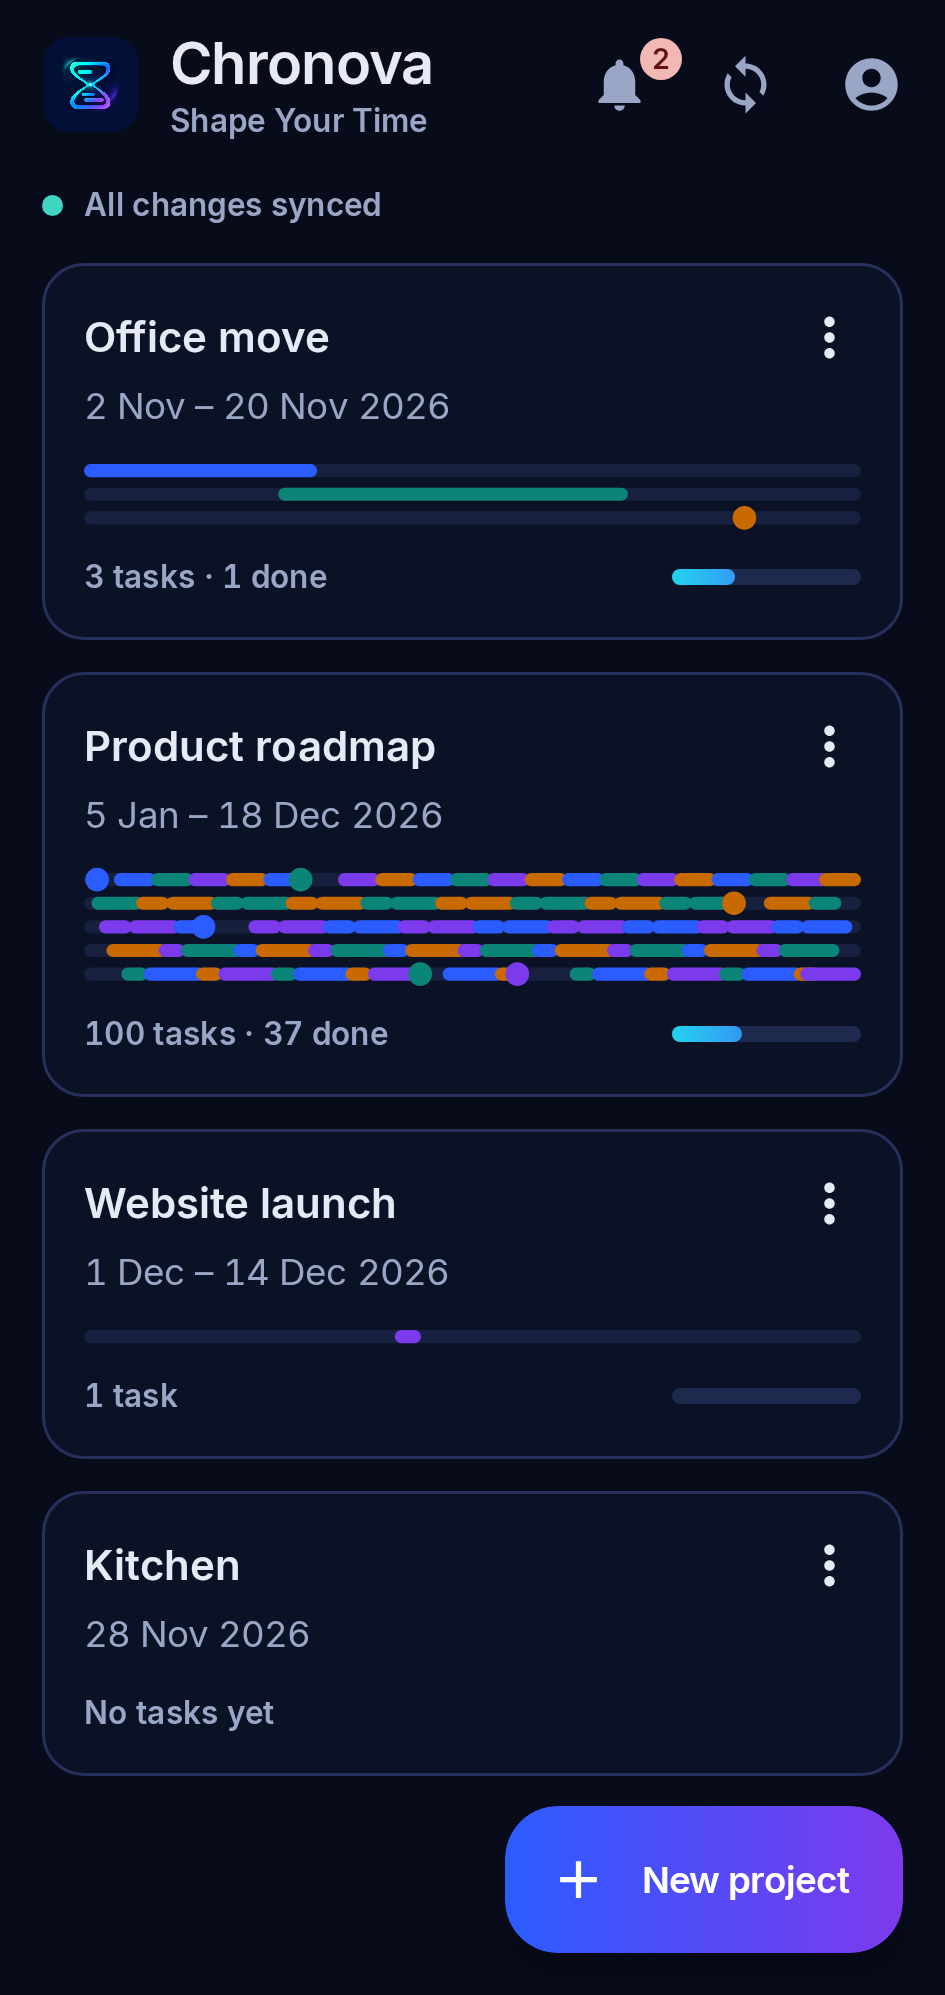 Chronova
2
Shape Your Time
All changes synced
Office move
2 Nov – 20 Nov 2026
3 tasks · 1 done
Product roadmap
5 Jan – 18 Dec 2026
100 tasks · 37 done
Website launch
1 Dec – 14 Dec 2026
1 task
Kitchen
28 Nov 2026
No tasks yet
New project